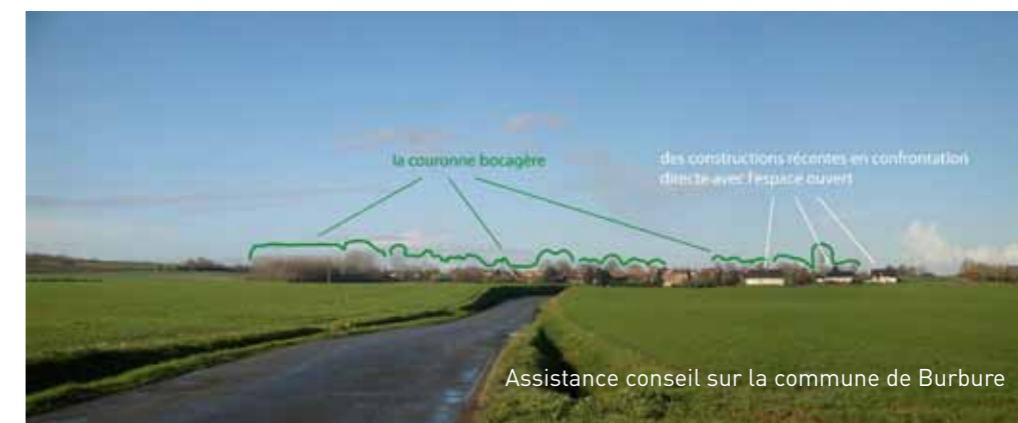 la couronne bocagère
des constructions récentes en confrontation
directe avec l'espace ouvert
Assistance conseil sur la commune de Burbure